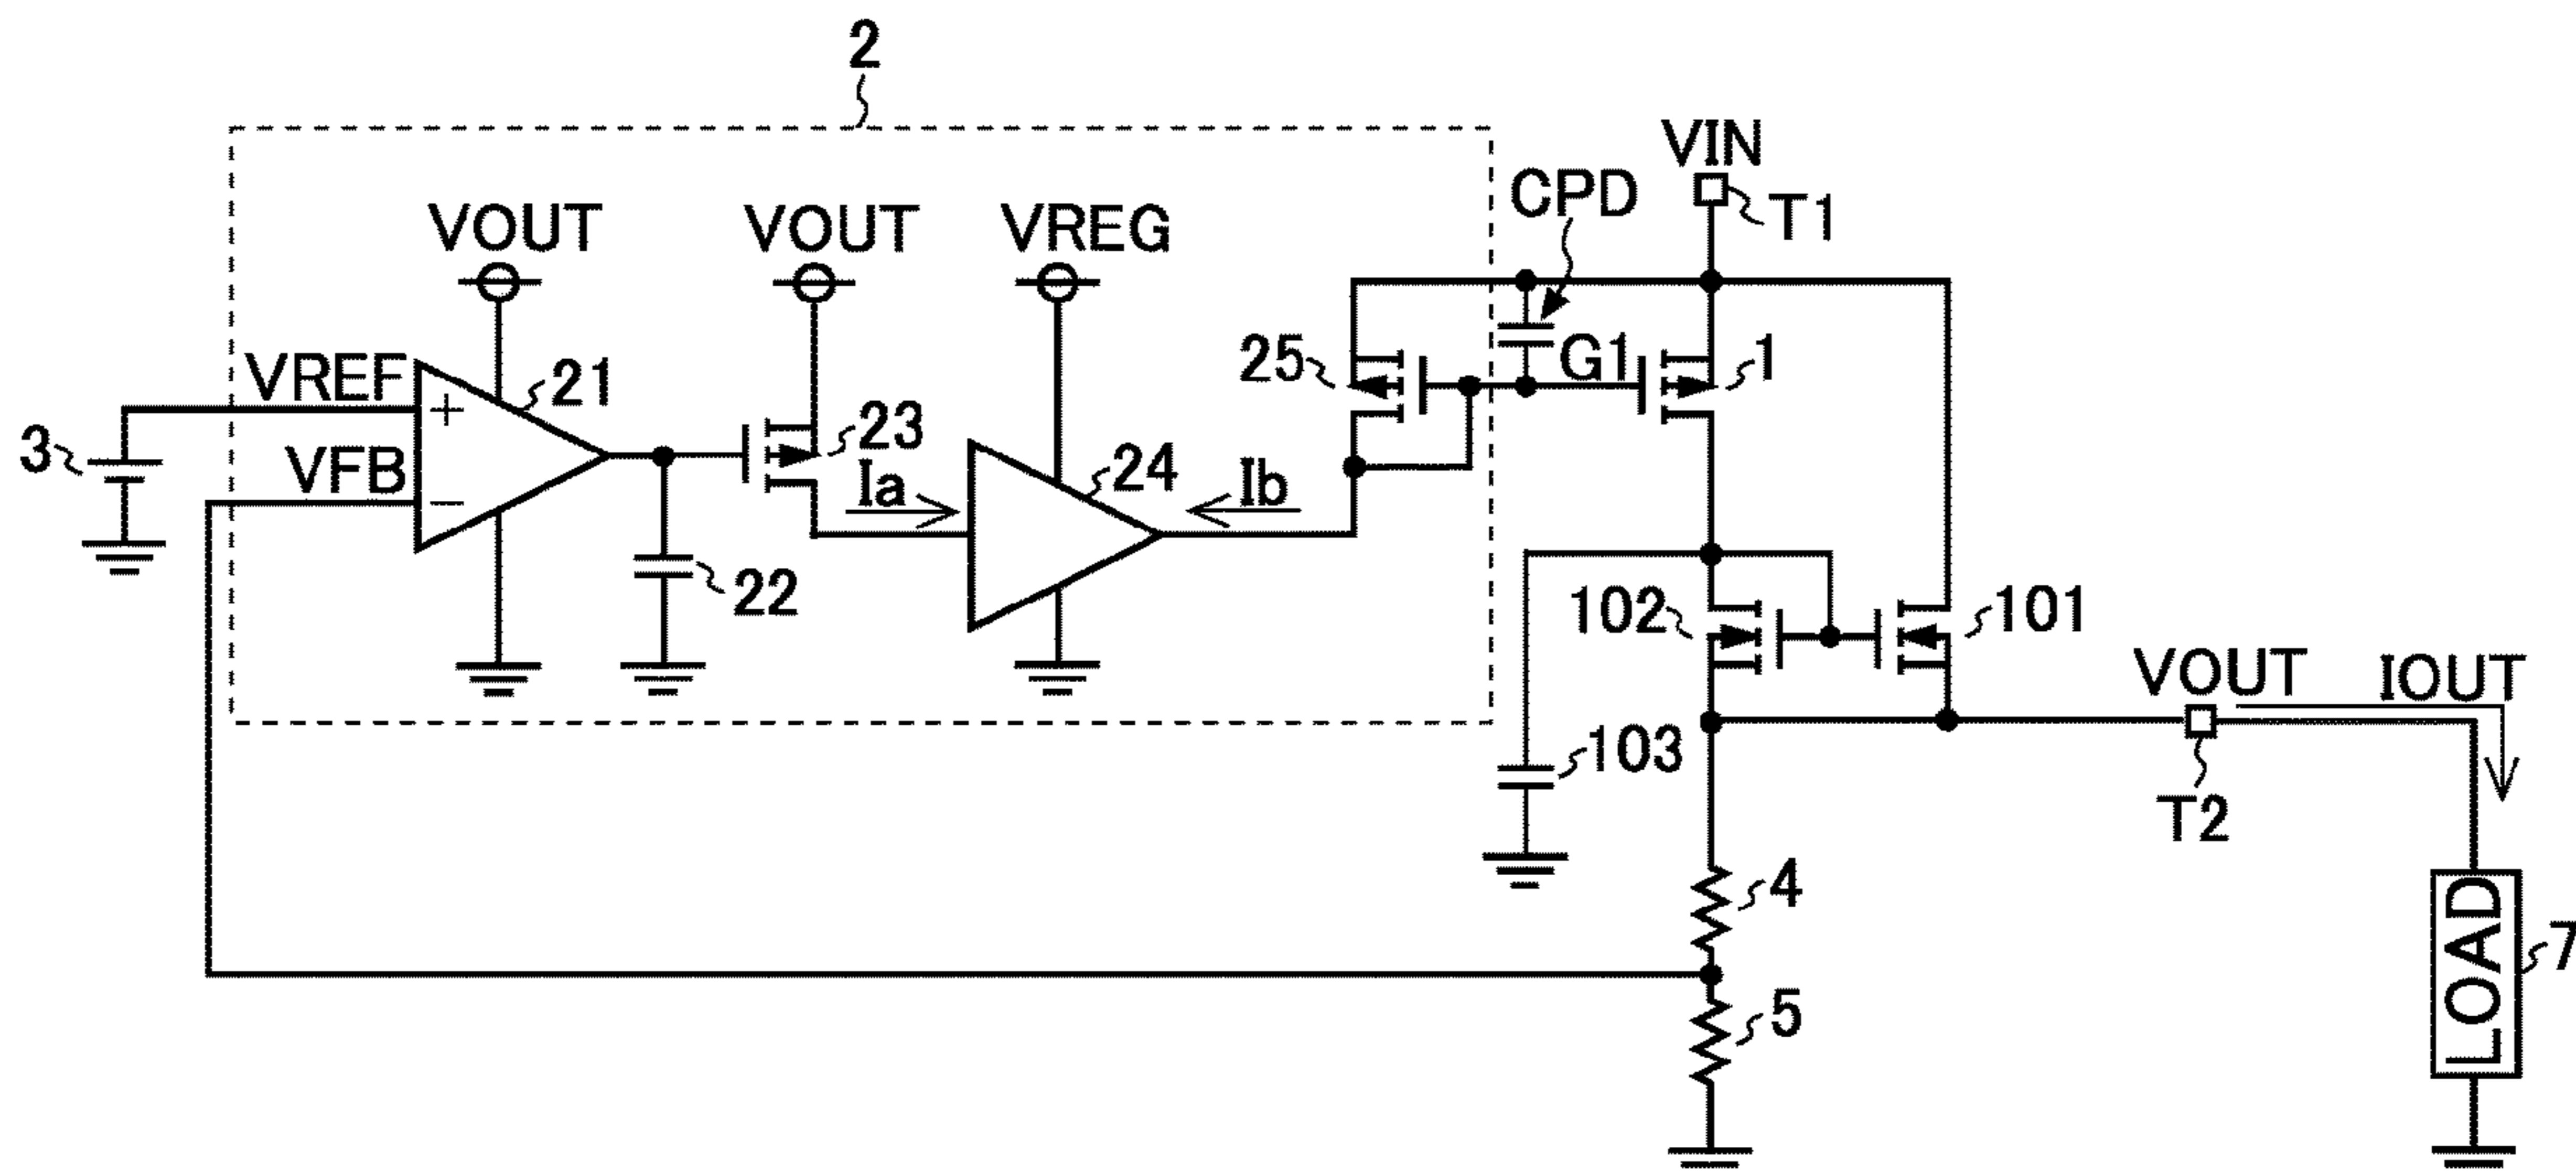 2
VIN
CPD
T1
VOUT
VOUT
VREG
VREF
+
21
25
G1
1
3
VFB
−
23
Ia
24
Ib
22
102
101
VOUT
IOUT
103
T2
4
5
LOAD
7